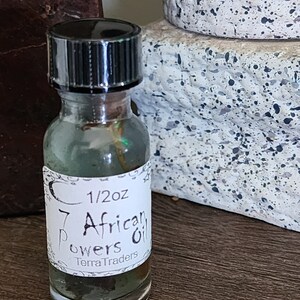 1/2oz
7 African
Powers Oil
TerraTraders